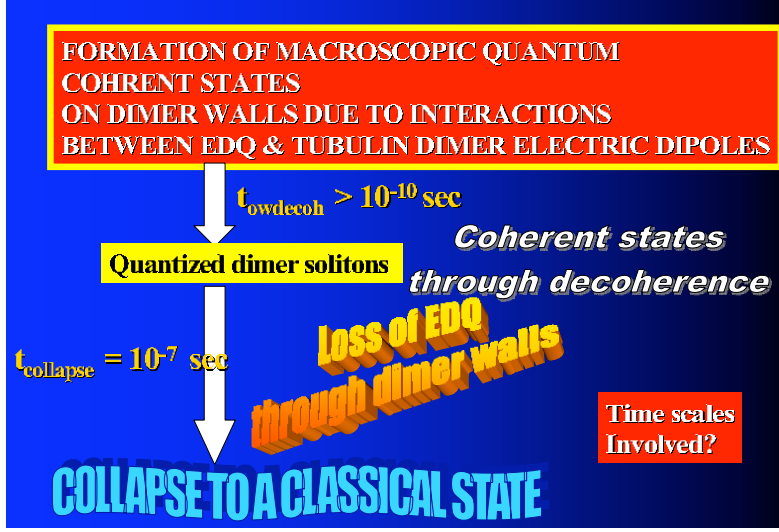 FORMATION OF MACROSCOPIC QUANTUM
COHRENT STATES
ON DIMER WALLS DUE TO INTERACTIONS
BETWEEN EDQ & TUBULIN DIMER ELECTRIC DIPOLES
t_owdecoh > 10^-10 sec
Coherent states
through decoherence
Quantized dimer solitons
Loss of EDQ
through dimer walls
t_collapse = 10^-7 sec
Time scales
Involved?
COLLAPSE TO A CLASSICAL STATE